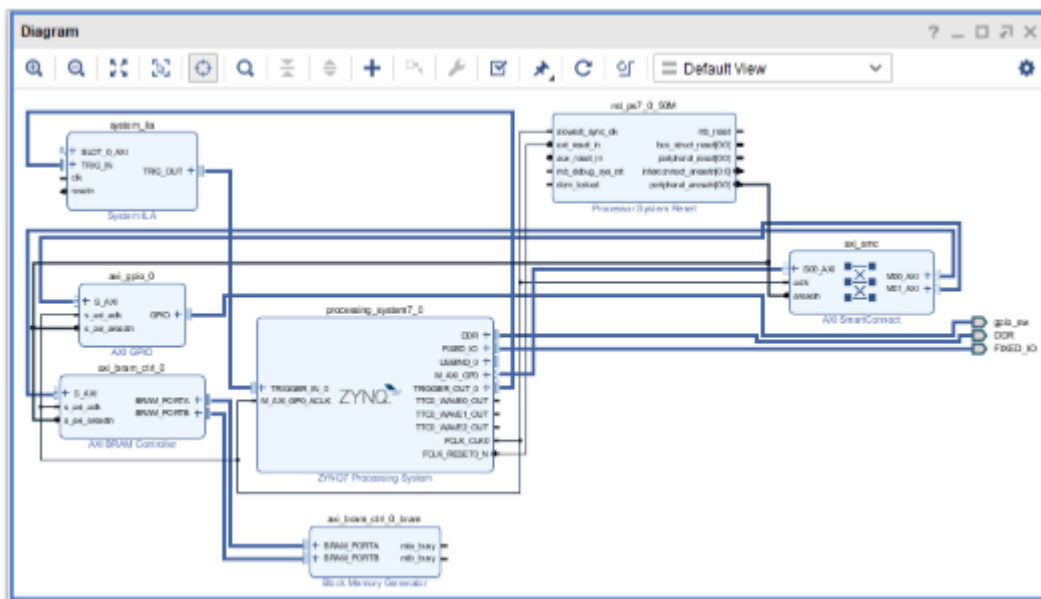 Diagram
Default View
system_ila
SLOT_0_AXI
TRIG_IN
clk
resetn
TRIG_OUT
System ILA
rst_ps7_0_50M
slowest_sync_clk
ext_reset_in
aux_reset_in
mb_debug_sys_rst
dcm_locked
mb_reset
bus_struct_reset[0:0]
peripheral_reset[0:0]
interconnect_aresetn[0:0]
peripheral_aresetn[0:0]
Processor System Reset
axi_smc
S00_AXI
aclk
aresetn
M00_AXI
M01_AXI
AXI SmartConnect
axi_gpio_0
S_AXI
s_axi_aclk
s_axi_aresetn
GPIO
AXI GPIO
gpio_sw
DDR
FIXED_IO
processing_system7_0
TRIGGER_IN_0
M_AXI_GP0_ACLK
ZYNQ
DDR
FIXED_IO
USBIND_0
M_AXI_GP0
TRIGGER_OUT_0
TTC0_WAVE0_OUT
TTC0_WAVE1_OUT
TTC0_WAVE2_OUT
FCLK_CLK0
FCLK_RESET0_N
ZYNQ7 Processing System
axi_bram_ctrl_0
S_AXI
s_axi_aclk
s_axi_aresetn
BRAM_PORTA
BRAM_PORTB
AXI BRAM Controller
axi_bram_ctrl_0_bram
BRAM_PORTA
BRAM_PORTB
rsta_busy
rstb_busy
Block Memory Generator